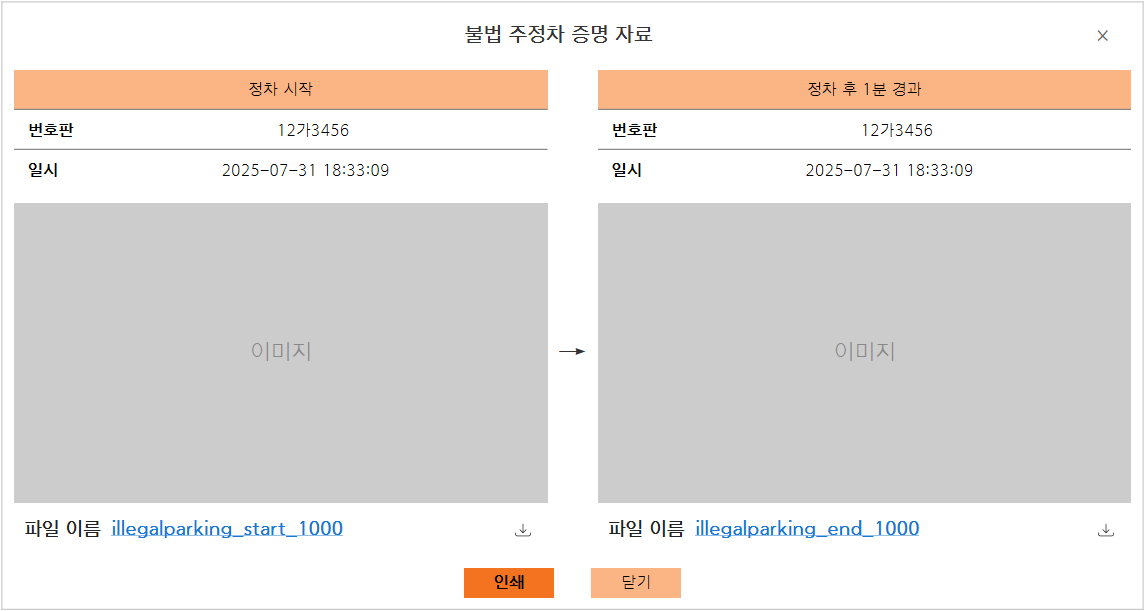 불법 주정차 증명 자료
정차 시작
번호판 12가3456
일시 2025-07-31 18:33:09
이미지
파일 이름 illegalparking_start_1000
정차 후 1분 경과
번호판 12가3456
일시 2025-07-31 18:33:09
이미지
파일 이름 illegalparking_end_1000
인쇄
닫기